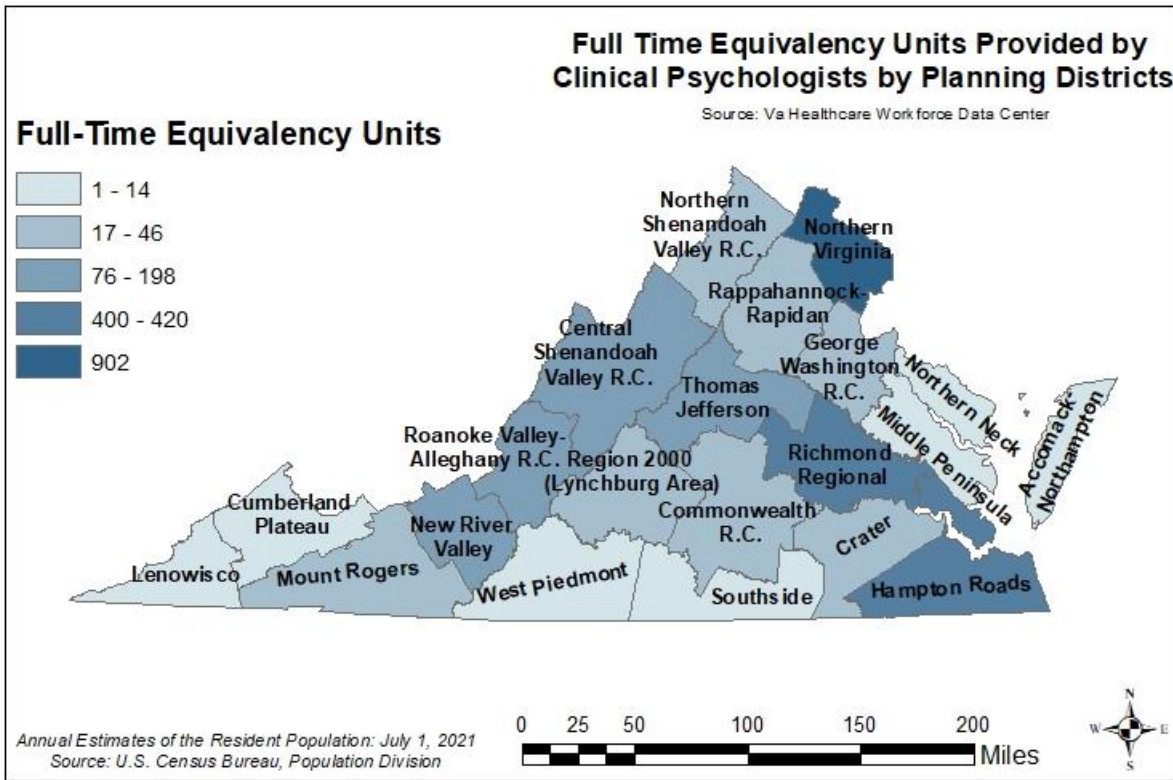 Full Time Equivalency Units Provided by
Clinical Psychologists by Planning Districts
Source: Va Healthcare Workforce Data Center
Full-Time Equivalency Units
1 - 14
17 - 46
76 - 198
400 - 420
902
Northern
Shenandoah
Valley R.C.
Northern
Virginia
Rappahannock-
Rapidan
Central
Shenandoah
Valley R.C.
George
Washington
R.C.
Northern Neck
Thomas
Jefferson
Middle Peninsula
Accomack-
Northampton
Roanoke Valley-
Alleghany R.C.
Region 2000
(Lynchburg Area)
Richmond
Regional
Cumberland
Plateau
New River
Valley
Commonwealth
R.C.
Crater
Lenowisco
Mount Rogers
West Piedmont
Southside
Hampton Roads
Annual Estimates of the Resident Population: July 1, 2021
Source: U.S. Census Bureau, Population Division
0 25 50 100 150 200
Miles
N
W E
S